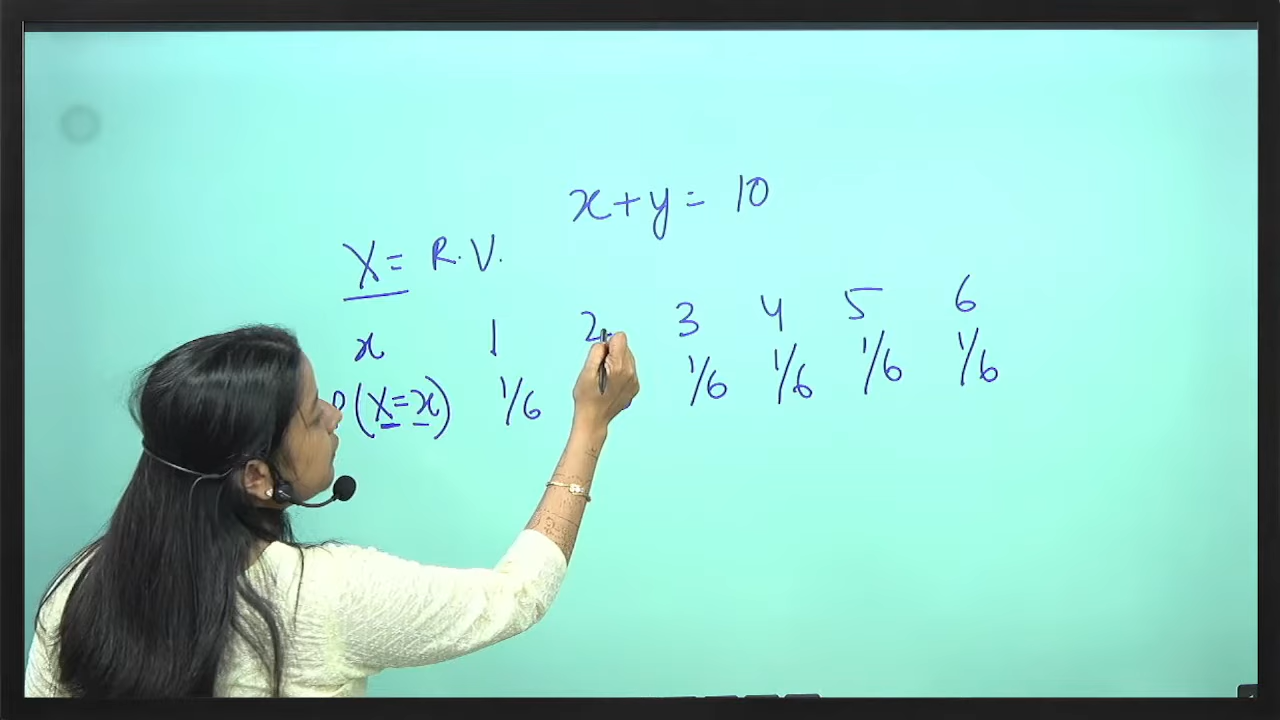 x+y= 10
X= R.V.
x 1 2 3 4 5 6
P(X=x) 1/6 1/6 1/6 1/6 1/6